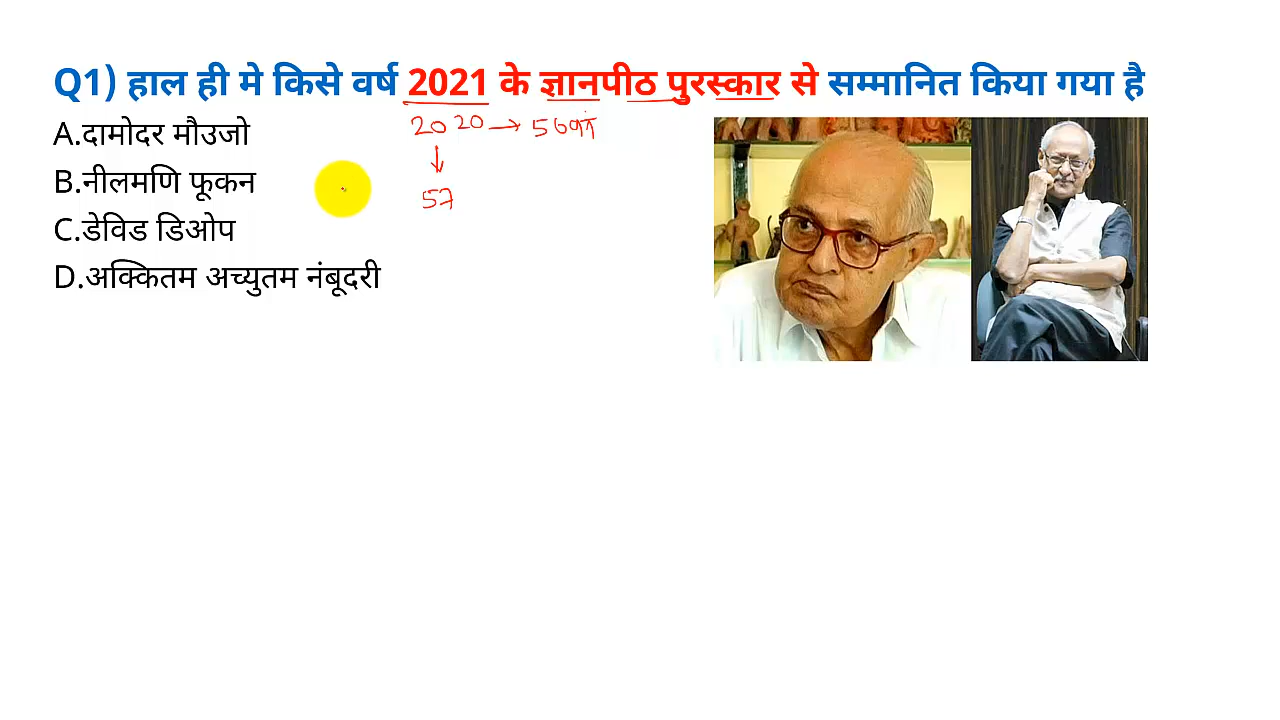 Q1) हाल ही मे किसे वर्ष 2021 के ज्ञानपीठ पुरस्कार से सम्मानित किया गया है
A.दामोदर मौउजो
2020 → 56वां
B.नीलमणि फूकन
↓
57
C.डेविड डिओप
D.अक्कितम अच्युतम नंबूदरी